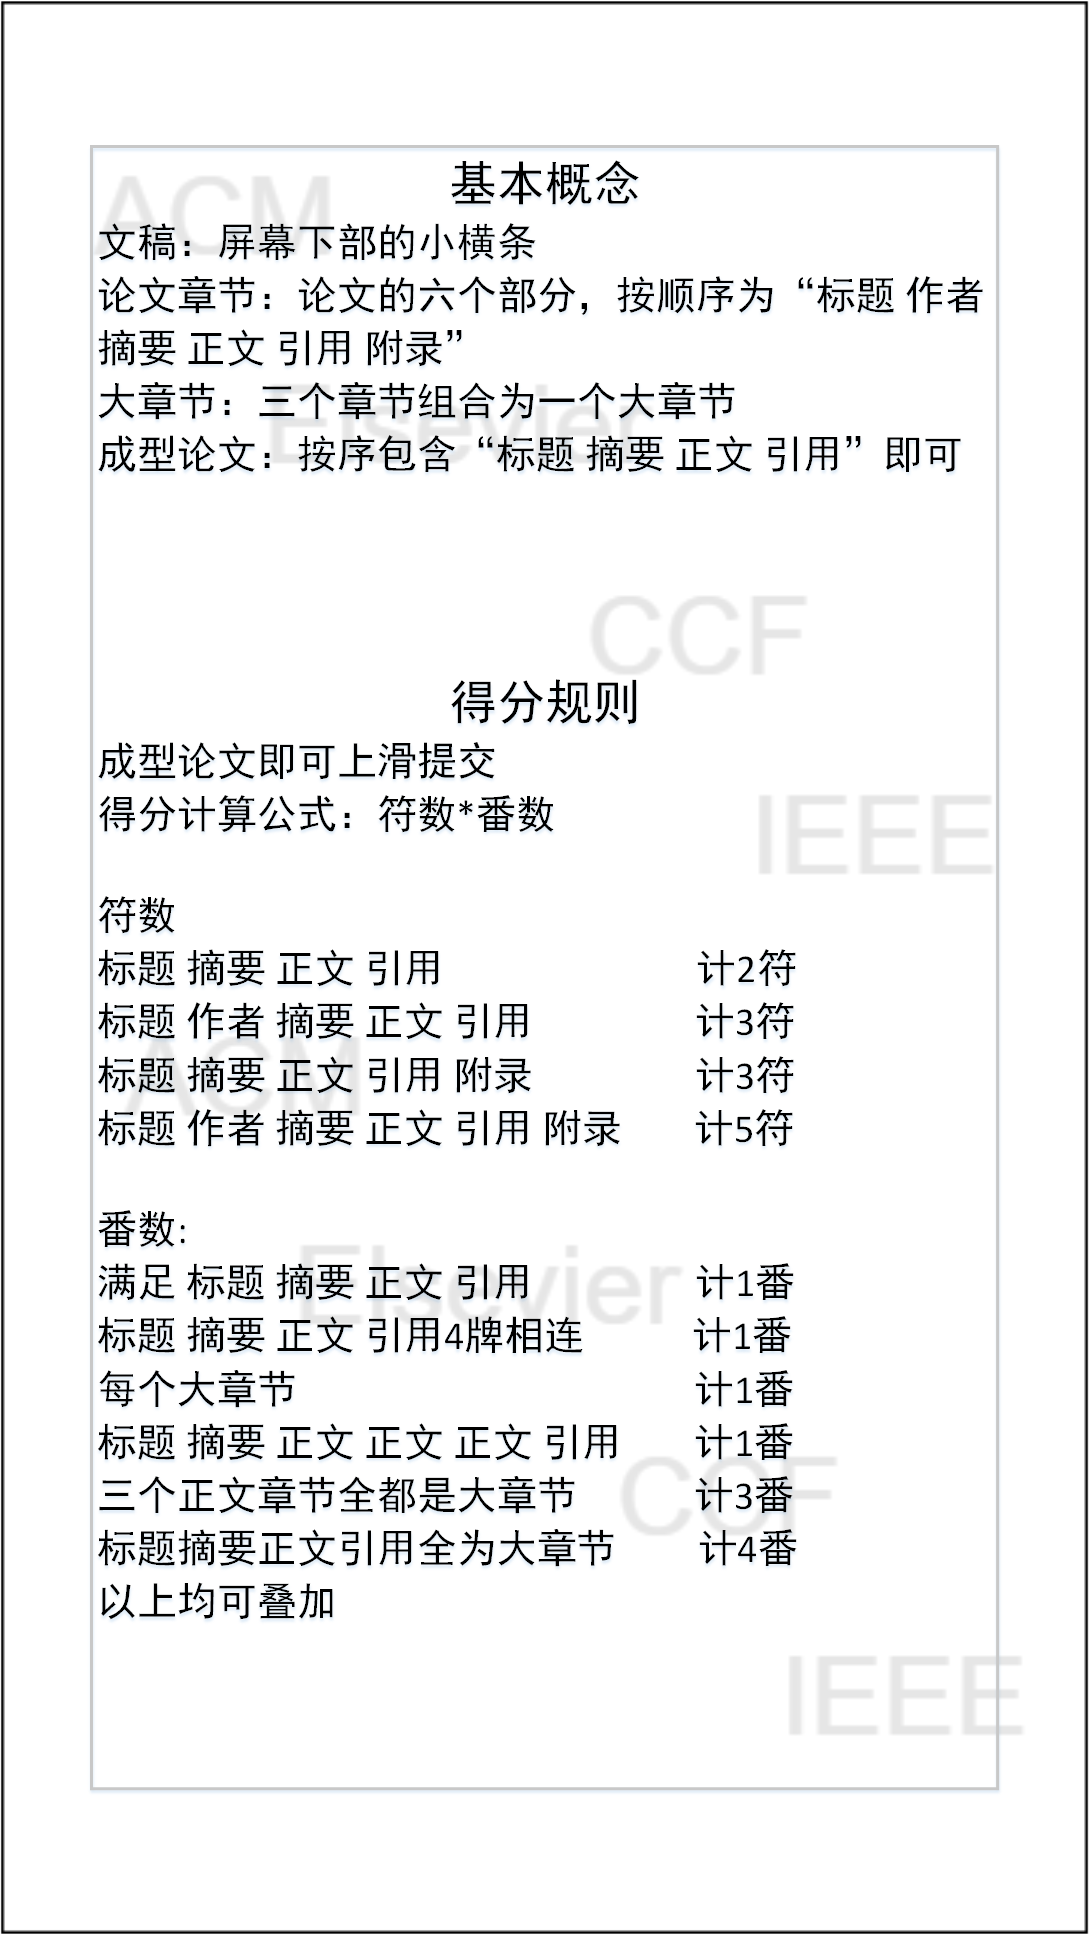 基本概念
文稿：屏幕下部的小横条
论文章节：论文的六个部分，按顺序为“标题 作者
摘要 正文 引用 附录”
大章节：三个章节组合为一个大章节
成型论文：按序包含“标题 摘要 正文 引用”即可
得分规则
成型论文即可上滑提交
得分计算公式：符数*番数
符数
标题 摘要 正文 引用 计2符
标题 作者 摘要 正文 引用 计3符
标题 摘要 正文 引用 附录 计3符
标题 作者 摘要 正文 引用 附录 计5符
番数:
满足 标题 摘要 正文 引用 计1番
标题 摘要 正文 引用4牌相连 计1番
每个大章节 计1番
标题 摘要 正文 正文 正文 引用 计1番
三个正文章节全都是大章节 计3番
标题摘要正文引用全为大章节 计4番
以上均可叠加
ACM
Elsevier
CCF
IEEE
ACM
Elsevier
CCF
IEEE